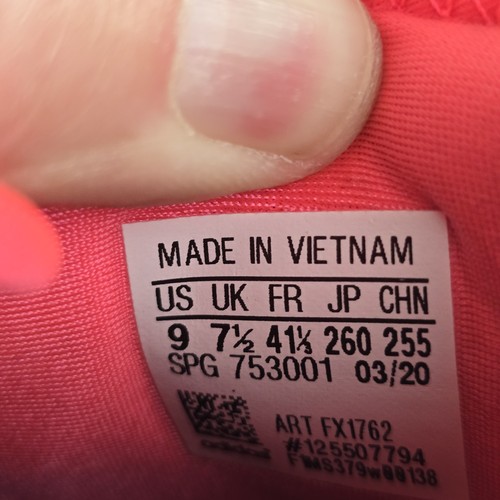 MADE IN VIETNAM
US UK FR JP CHN
9 7½ 41⅓ 260 255
SPG 753001 03/20
ART FX1762
#125507794
adidas